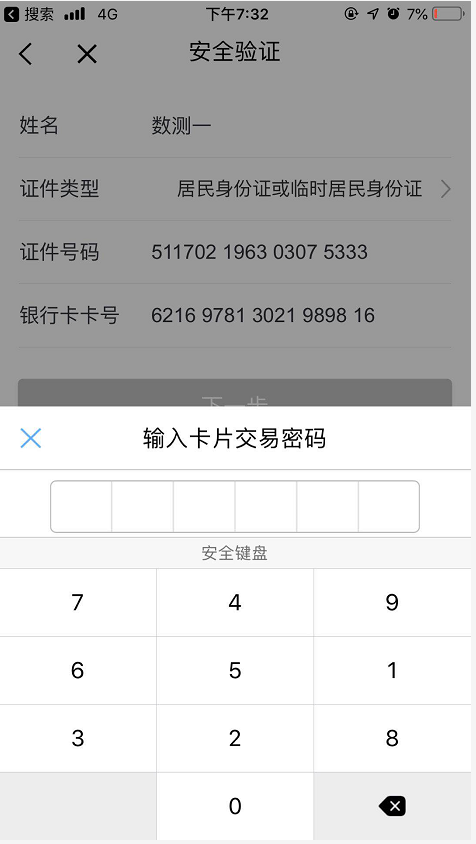 搜索 4G 下午7:32 7%
安全验证
姓名 数测一
证件类型 居民身份证或临时居民身份证
证件号码 511702 1963 0307 5333
银行卡卡号 6216 9781 3021 9898 16
下一步
输入卡片交易密码
安全键盘
7 4 9
6 5 1
3 2 8
0